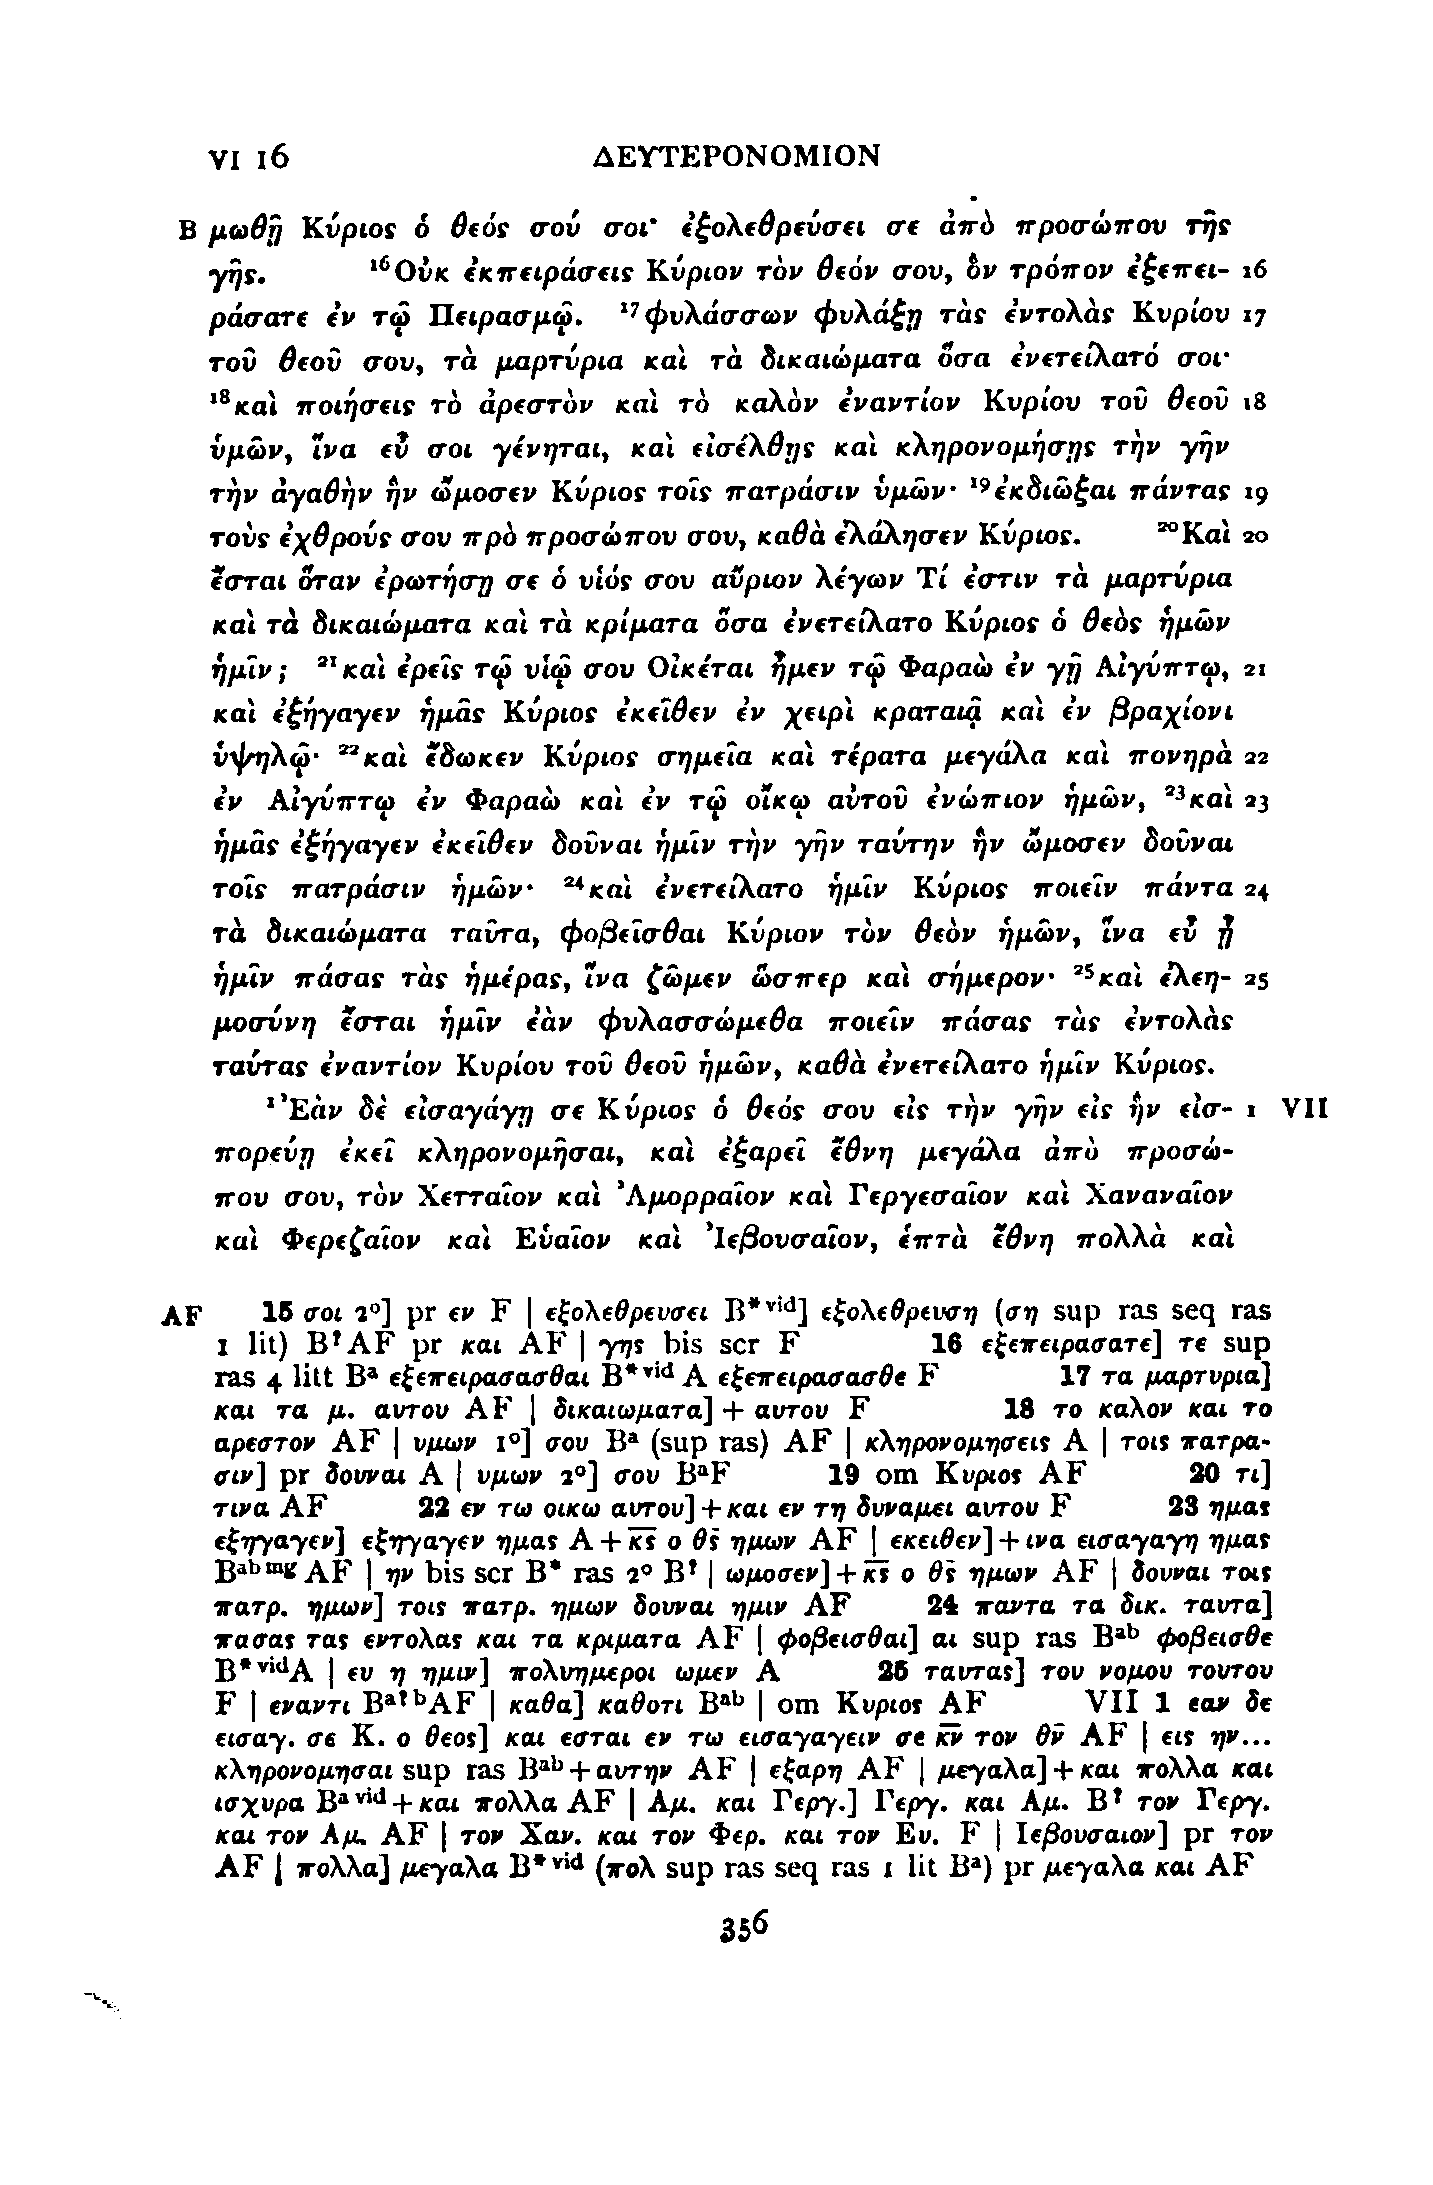 VI 16 ΔΕΥΤΕΡΟΝΟΜΙΟΝ
B μωθῇ Κύριος ὁ θεός σού σοι· ἐξολεθρεύσει σε ἀπὸ προσώπου τῆς
γῆς. ¹⁶Οὐκ ἐκπειράσεις Κύριον τὸν θεόν σου, ὃν τρόπον ἐξεπει- 16
ράσατε ἐν τῷ Πειρασμῷ. ¹⁷φυλάσσων φυλάξῃ τὰς ἐντολὰς Κυρίου 17
τοῦ θεοῦ σου, τὰ μαρτύρια καὶ τὰ δικαιώματα ὅσα ἐνετείλατό σοι·
¹⁸καὶ ποιήσεις τὸ ἀρεστὸν καὶ τὸ καλὸν ἐναντίον Κυρίου τοῦ θεοῦ 18
ὑμῶν, ἵνα εὖ σοι γένηται, καὶ εἰσέλθῃς καὶ κληρονομήσῃς τὴν γῆν
τὴν ἀγαθὴν ἣν ὤμοσεν Κύριος τοῖς πατράσιν ὑμῶν· ¹⁹ἐκδιῶξαι πάντας 19
τοὺς ἐχθρούς σου πρὸ προσώπου σου, καθὰ ἐλάλησεν Κύριος. ²⁰Καὶ 20
ἔσται ὅταν ἐρωτήσῃ σε ὁ υἱός σου αὔριον λέγων Τί ἐστιν τὰ μαρτύρια
καὶ τὰ δικαιώματα καὶ τὰ κρίματα ὅσα ἐνετείλατο Κύριος ὁ θεὸς ἡμῶν
ἡμῖν; ²¹καὶ ἐρεῖς τῷ υἱῷ σου Οἰκέται ἦμεν τῷ Φαραὼ ἐν γῇ Αἰγύπτῳ, 21
καὶ ἐξήγαγεν ἡμᾶς Κύριος ἐκεῖθεν ἐν χειρὶ κραταιᾷ καὶ ἐν βραχίονι
ὑψηλῷ· ²²καὶ ἔδωκεν Κύριος σημεῖα καὶ τέρατα μεγάλα καὶ πονηρὰ 22
ἐν Αἰγύπτῳ ἐν Φαραὼ καὶ ἐν τῷ οἴκῳ αὐτοῦ ἐνώπιον ἡμῶν, ²³καὶ 23
ἡμᾶς ἐξήγαγεν ἐκεῖθεν δοῦναι ἡμῖν τὴν γῆν ταύτην ἣν ὤμοσεν δοῦναι
τοῖς πατράσιν ἡμῶν· ²⁴καὶ ἐνετείλατο ἡμῖν Κύριος ποιεῖν πάντα 24
τὰ δικαιώματα ταῦτα, φοβεῖσθαι Κύριον τὸν θεὸν ἡμῶν, ἵνα εὖ ᾖ
ἡμῖν πάσας τὰς ἡμέρας, ἵνα ζῶμεν ὥσπερ καὶ σήμερον· ²⁵καὶ ἐλεη- 25
μοσύνη ἔσται ἡμῖν ἐὰν φυλασσώμεθα ποιεῖν πάσας τὰς ἐντολὰς
ταύτας ἐναντίον Κυρίου τοῦ θεοῦ ἡμῶν, καθὰ ἐνετείλατο ἡμῖν Κύριος.
¹Ἐὰν δὲ εἰσαγάγῃ σε Κύριος ὁ θεός σου εἰς τὴν γῆν εἰς ἣν εἰσ- 1 VII
πορεύῃ ἐκεῖ κληρονομῆσαι, καὶ ἐξαρεῖ ἔθνη μεγάλα ἀπὸ προσώ-
που σου, τὸν Χετταῖον καὶ Ἀμορραῖον καὶ Γεργεσαῖον καὶ Χαναναῖον
καὶ Φερεζαῖον καὶ Εὑαῖον καὶ Ἰεβουσαῖον, ἑπτὰ ἔθνη πολλὰ καὶ
AF 15 σοι 2°] pr εν F | εξολεθρευσει B*ᵛⁱᵈ] εξολεθρευση (ση sup ras seq ras
1 lit) B?AF pr και AF | γης bis scr F 16 εξεπειρασατε] τε sup
ras 4 litt Bᵃ εξεπειρασασθαι B*ᵛⁱᵈ A εξεπειρασασθε F 17 τα μαρτυρια]
και τα μ. αυτου AF | δικαιωματα] + αυτου F 18 το καλον και το
αρεστον AF | υμων 1°] σου Bᵃ (sup ras) AF | κληρονομησεις A | τοις πατρα-
σιν] pr δουναι A | υμων 2°] σου BᵃF 19 om Κυριος AF 20 τι]
τινα AF 22 εν τω οικω αυτου] + και εν τη δυναμει αυτου F 23 ημας
εξηγαγεν] εξηγαγεν ημας A + κ̅ς̅ ο θ̅ς̅ ημων AF | εκειθεν] + ινα εισαγαγη ημας
Bᵃᵇᵐᵍ AF | ην bis scr B* ras 2° B? | ωμοσεν] + κ̅ς̅ ο θ̅ς̅ ημων AF | δουναι τοις
πατρ. ημων] τοις πατρ. ημων δουναι ημιν AF 24 παντα τα δικ. ταυτα]
πασας τας εντολας και τα κριματα AF | φοβεισθαι] αι sup ras Bᵃᵇ φοβεισθε
B*ᵛⁱᵈA | ευ η ημιν] πολυημεροι ωμεν A 25 ταυτας] του νομου τουτου
F | εναντι Bᵃ?ᵇAF | καθα] καθοτι Bᵃᵇ | om Κυριος AF VII 1 εαν δε
εισαγ. σε Κ. ο θεος] και εσται εν τω εισαγαγειν σε κ̅ν̅ τον θ̅ν̅ AF | εις ην...
κληρονομησαι sup ras Bᵃᵇ + αυτην AF | εξαρη AF | μεγαλα] + και πολλα και
ισχυρα Bᵃ ᵛⁱᵈ + και πολλα AF | Αμ. και Γεργ.] Γεργ. και Αμ. B? τον Γεργ.
και τον Αμ. AF | τον Χαν. και τον Φερ. και τον Ευ. F | Ιεβουσαιον] pr τον
AF | πολλα] μεγαλα B*ᵛⁱᵈ (πολ sup ras seq ras 1 lit Bᵃ) pr μεγαλα και AF
356